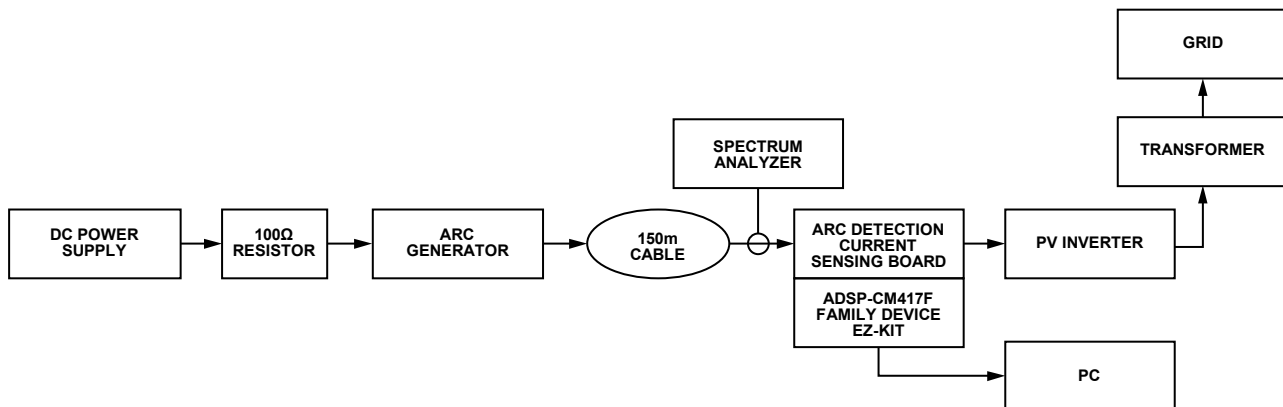 GRID
TRANSFORMER
SPECTRUM
ANALYZER
DC POWER
SUPPLY
100Ω
RESISTOR
ARC
GENERATOR
150m
CABLE
ARC DETECTION
CURRENT
SENSING BOARD
PV INVERTER
ADSP-CM417F
FAMILY DEVICE
EZ-KIT
PC